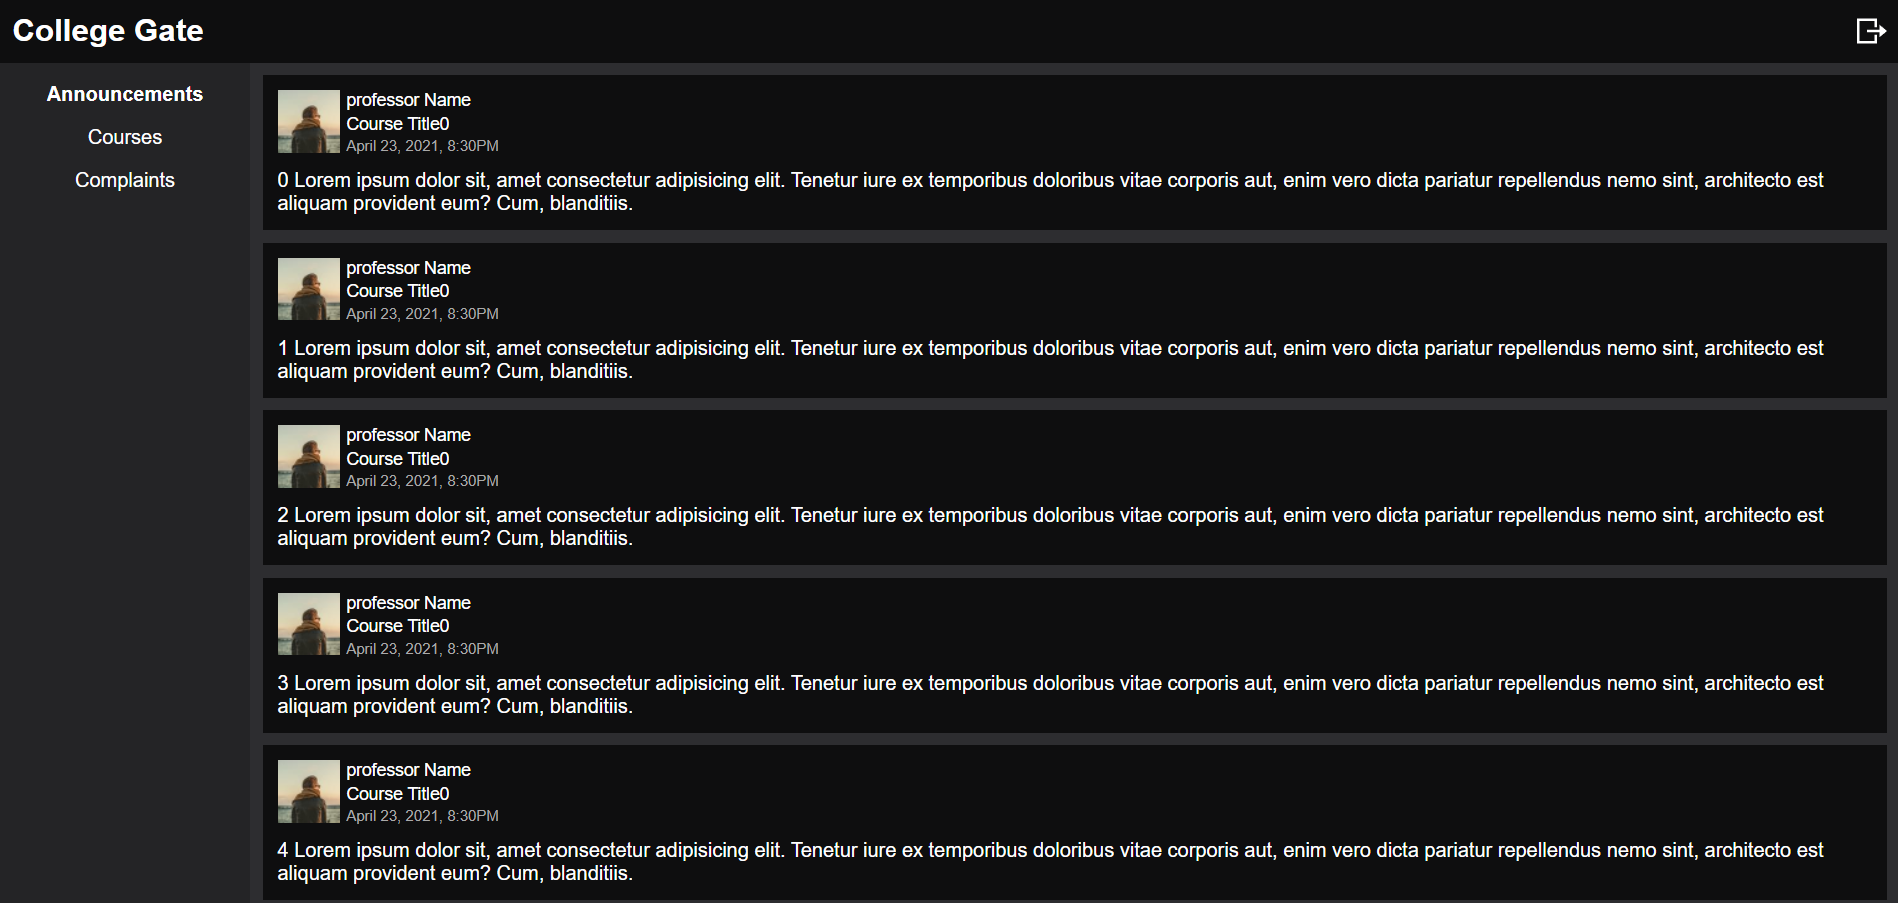 College Gate
Announcements
Courses
Complaints
professor Name
Course Title0
April 23, 2021, 8:30PM
0 Lorem ipsum dolor sit, amet consectetur adipisicing elit. Tenetur iure ex temporibus doloribus vitae corporis aut, enim vero dicta pariatur repellendus nemo sint, architecto est
aliquam provident eum? Cum, blanditiis.
professor Name
Course Title0
April 23, 2021, 8:30PM
1 Lorem ipsum dolor sit, amet consectetur adipisicing elit. Tenetur iure ex temporibus doloribus vitae corporis aut, enim vero dicta pariatur repellendus nemo sint, architecto est
aliquam provident eum? Cum, blanditiis.
professor Name
Course Title0
April 23, 2021, 8:30PM
2 Lorem ipsum dolor sit, amet consectetur adipisicing elit. Tenetur iure ex temporibus doloribus vitae corporis aut, enim vero dicta pariatur repellendus nemo sint, architecto est
aliquam provident eum? Cum, blanditiis.
professor Name
Course Title0
April 23, 2021, 8:30PM
3 Lorem ipsum dolor sit, amet consectetur adipisicing elit. Tenetur iure ex temporibus doloribus vitae corporis aut, enim vero dicta pariatur repellendus nemo sint, architecto est
aliquam provident eum? Cum, blanditiis.
professor Name
Course Title0
April 23, 2021, 8:30PM
4 Lorem ipsum dolor sit, amet consectetur adipisicing elit. Tenetur iure ex temporibus doloribus vitae corporis aut, enim vero dicta pariatur repellendus nemo sint, architecto est
aliquam provident eum? Cum, blanditiis.